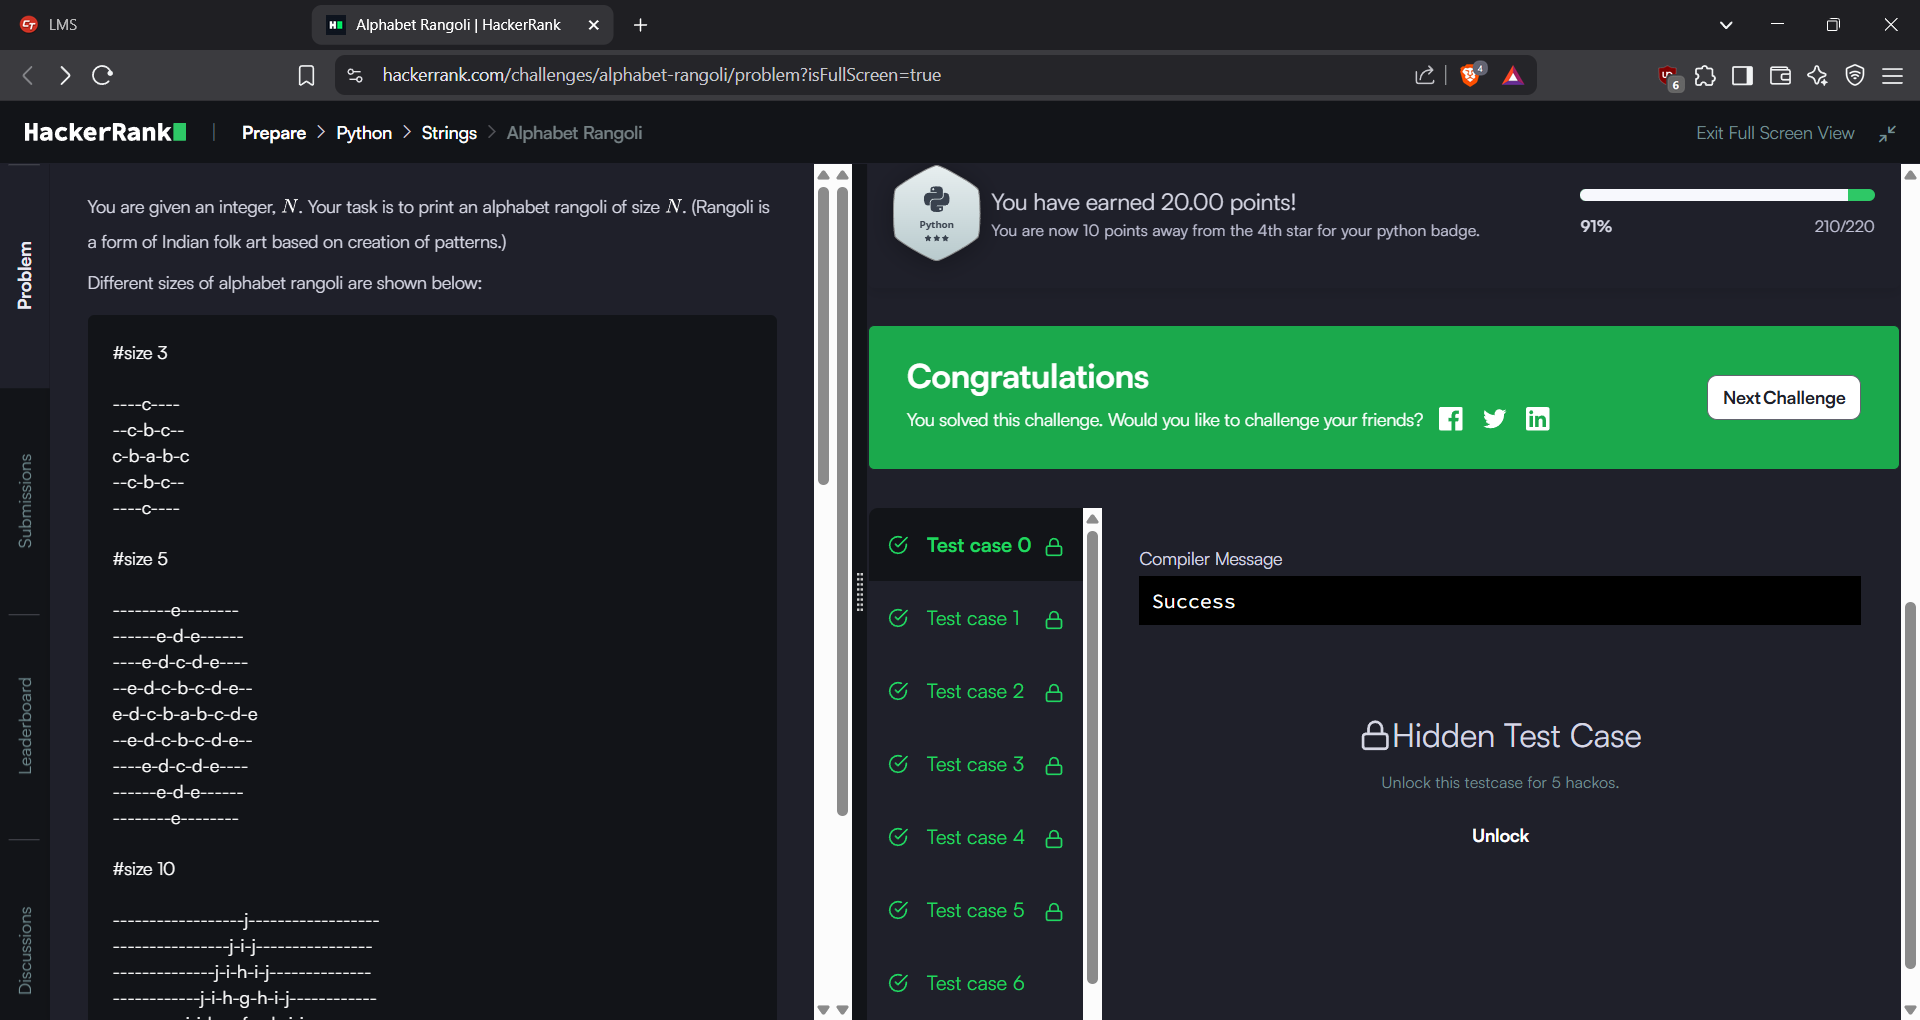 LMS
Alphabet Rangoli | HackerRank
hackerrank.com/challenges/alphabet-rangoli/problem?isFullScreen=true
4
6
HackerRank
Prepare > Python > Strings > Alphabet Rangoli
Exit Full Screen View
Problem
Submissions
Leaderboard
Discussions
You are given an integer, N. Your task is to print an alphabet rangoli of size N. (Rangoli is
a form of Indian folk art based on creation of patterns.)
Different sizes of alphabet rangoli are shown below:
#size 3
----c----
--c-b-c--
c-b-a-b-c
--c-b-c--
----c----
#size 5
--------e--------
------e-d-e------
----e-d-c-d-e----
--e-d-c-b-c-d-e--
e-d-c-b-a-b-c-d-e
--e-d-c-b-c-d-e--
----e-d-c-d-e----
------e-d-e------
--------e--------
#size 10
------------------j------------------
----------------j-i-j----------------
--------------j-i-h-i-j--------------
------------j-i-h-g-h-i-j------------
Python
You have earned 20.00 points!
You are now 10 points away from the 4th star for your python badge.
91%
210/220
Congratulations
You solved this challenge. Would you like to challenge your friends?
Next Challenge
Test case 0
Test case 1
Test case 2
Test case 3
Test case 4
Test case 5
Test case 6
Compiler Message
Success
Hidden Test Case
Unlock this testcase for 5 hackos.
Unlock